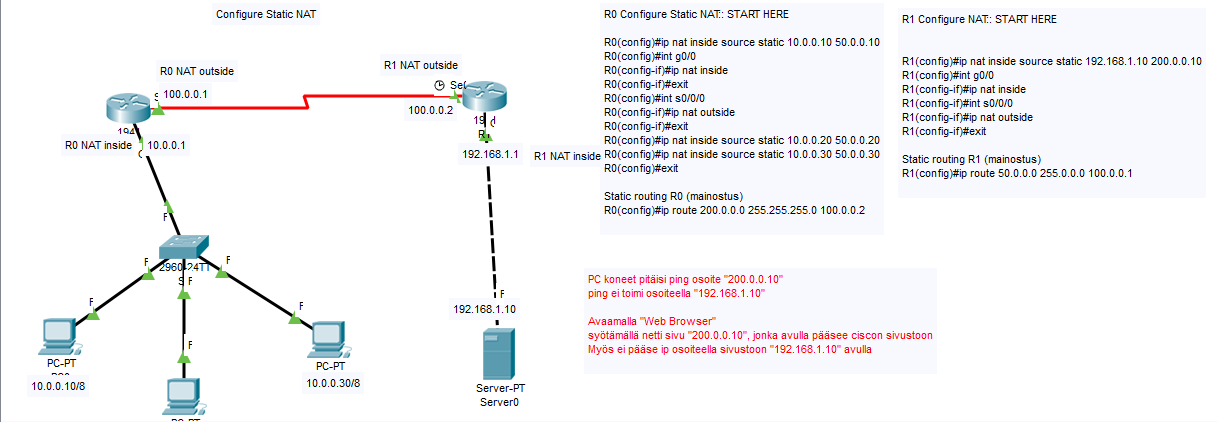 Configure Static NAT
R0 NAT outside
100.0.0.1
R1 NAT outside
100.0.0.2
R0 NAT inside
10.0.0.1
192.168.1.1
R1 NAT inside
F
2960-24TT
F
F
F
F
F
F
F
192.168.1.10
PC-PT
10.0.0.10/8
PC-PT
10.0.0.30/8
PC-PT
Server-PT
Server0
R0 Configure Static NAT:: START HERE
R0(config)#ip nat inside source static 10.0.0.10 50.0.0.10
R0(config)#int g0/0
R0(config-if)#ip nat inside
R0(config-if)#exit
R0(config)#int s0/0/0
R0(config-if)#ip nat outside
R0(config-if)#exit
R0(config)#ip nat inside source static 10.0.0.20 50.0.0.20
R0(config)#ip nat inside source static 10.0.0.30 50.0.0.30
R0(config)#exit
Static routing R0 (mainostus)
R0(config)#ip route 200.0.0.0 255.255.255.0 100.0.0.2
R1 Configure NAT:: START HERE
R1(config)#ip nat inside source static 192.168.1.10 200.0.0.10
R1(config)#int g0/0
R1(config-if)#ip nat inside
R1(config-if)#int s0/0/0
R1(config-if)#ip nat outside
R1(config-if)#exit
Static routing R1 (mainostus)
R1(config)#ip route 50.0.0.0 255.0.0.0 100.0.0.1
PC koneet pitäisi ping osoite "200.0.0.10"
ping ei toimi osoiteella "192.168.1.10"
Avaamalla "Web Browser"
syötämällä netti sivu "200.0.0.10", jonka avulla pääsee ciscon sivustoon
Myös ei pääse ip osoiteella sivustoon "192.168.1.10" avulla